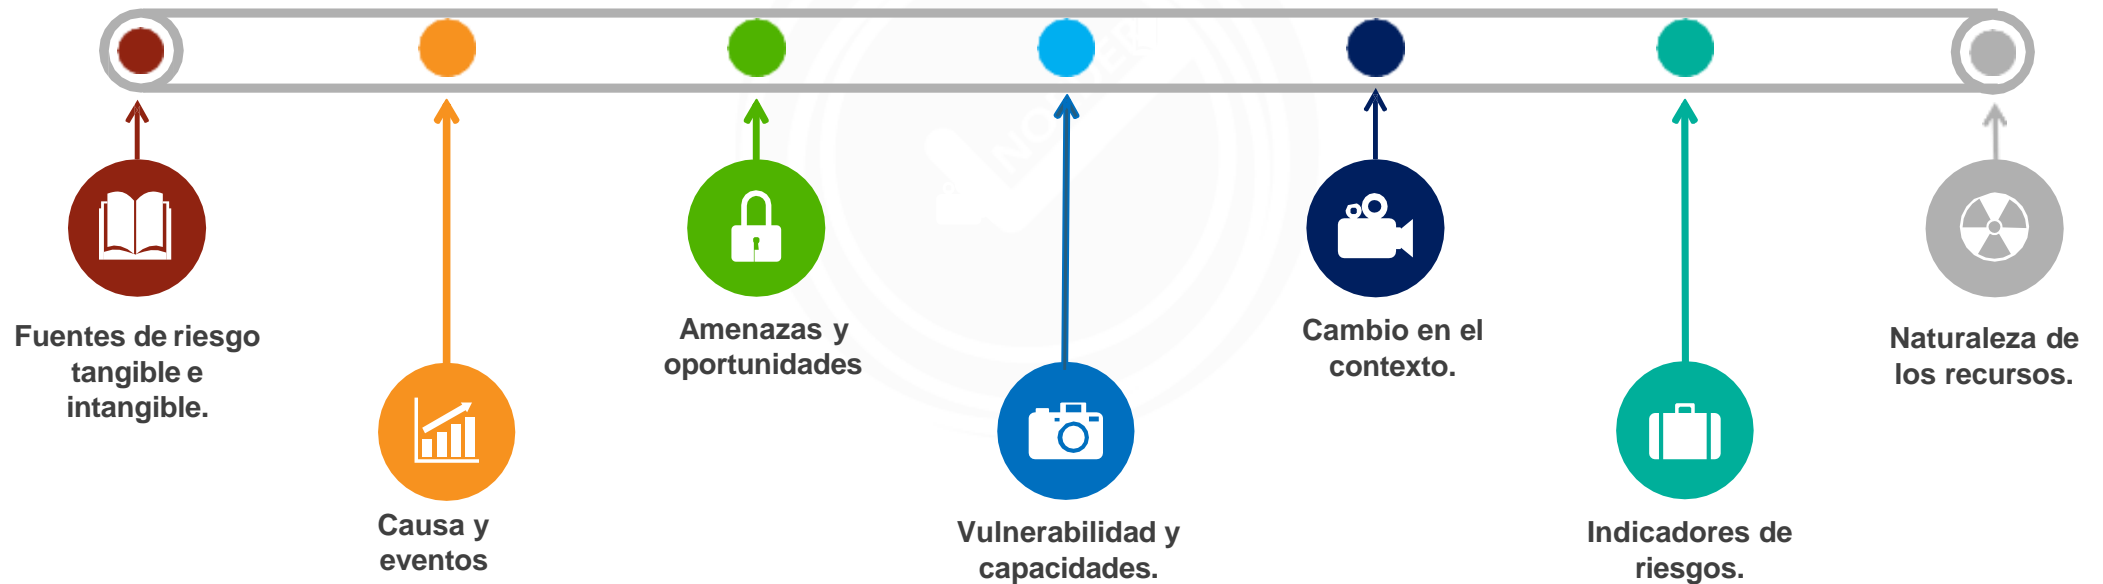 Fuentes de riesgo
tangible e
intangible.
Causa y
eventos
Amenazas y
oportunidades
Vulnerabilidad y
capacidades.
Cambio en el
contexto.
Indicadores de
riesgos.
Naturaleza de
los recursos.